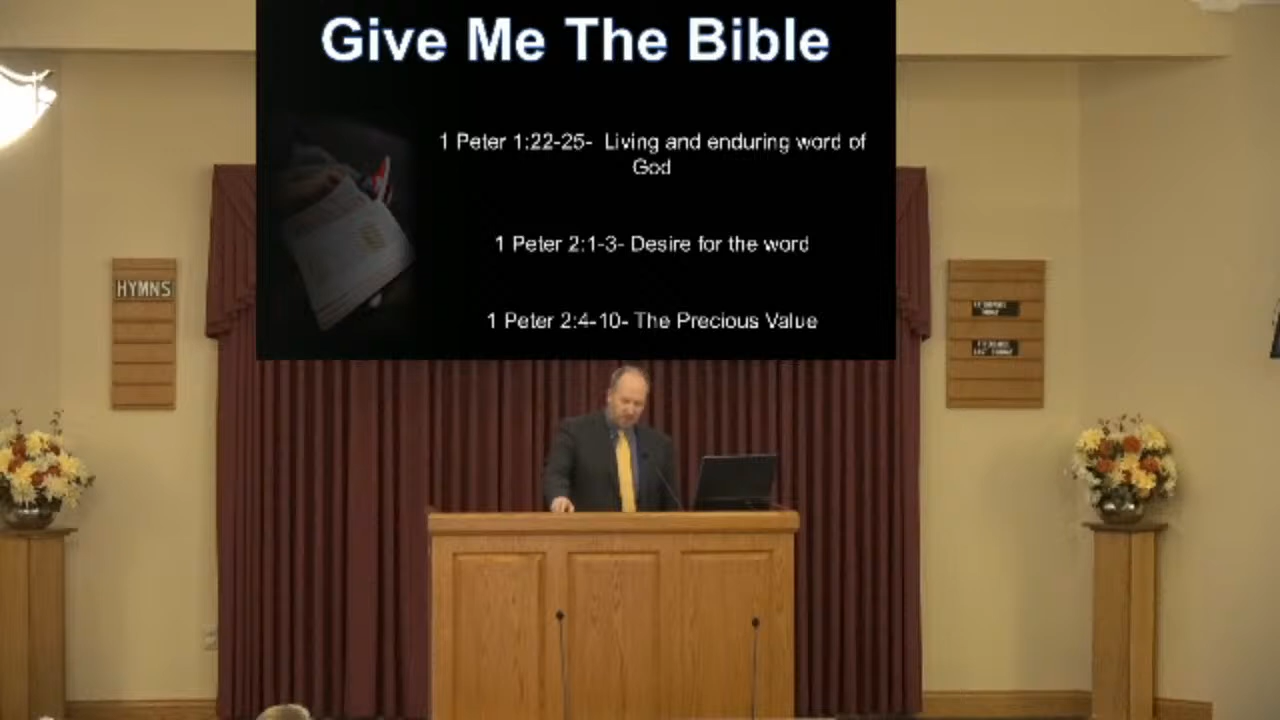 Give Me The Bible
1 Peter 1:22-25- Living and enduring word of
God
1 Peter 2:1-3- Desire for the word
1 Peter 2:4-10- The Precious Value
HYMNS